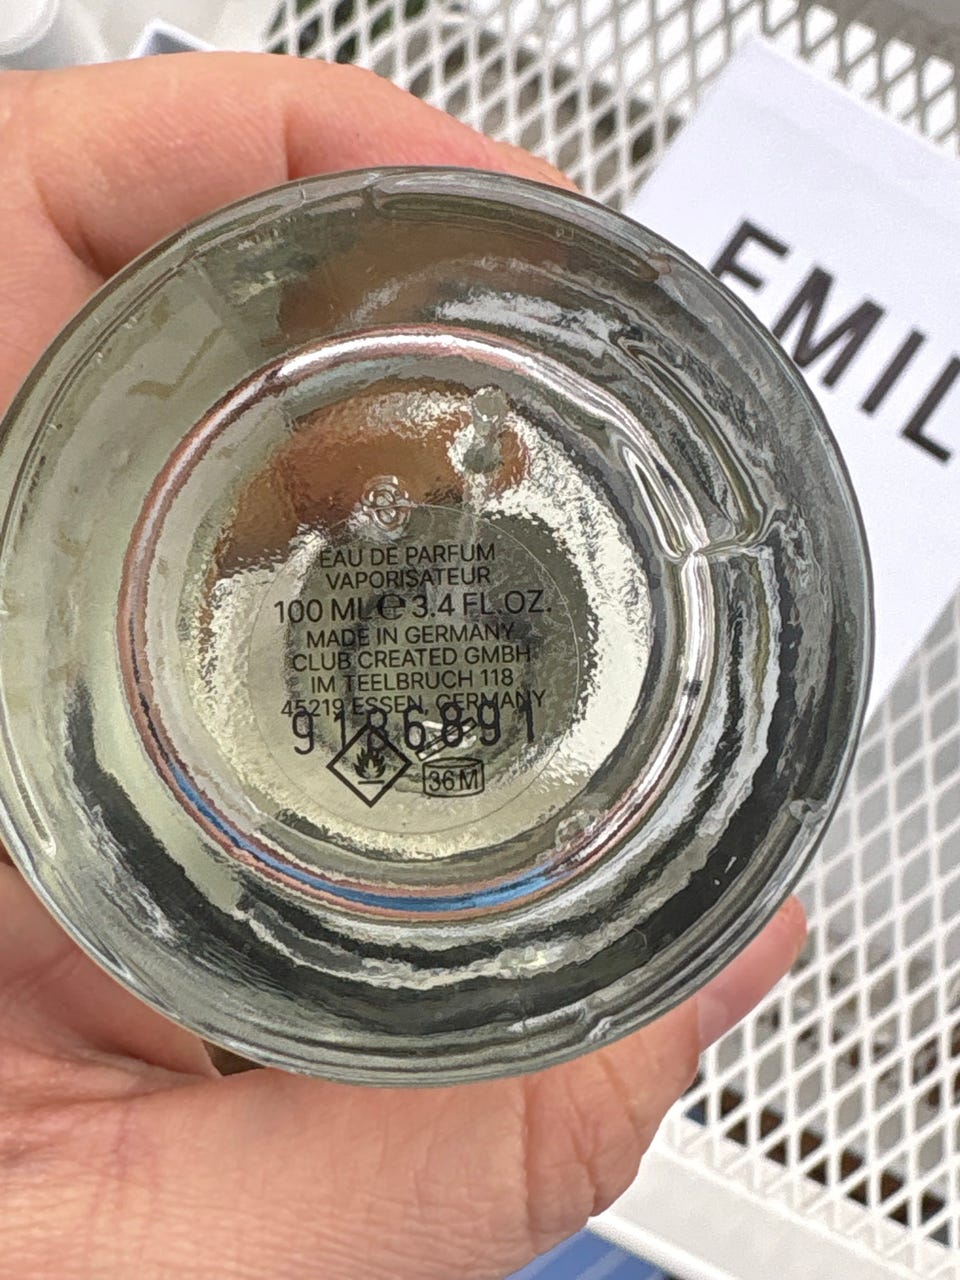 EAU DE PARFUM
VAPORISATEUR
100 ML ℮ 3.4 FL.OZ.
MADE IN GERMANY
CLUB CREATED GMBH
IM TEELBRUCH 118
45219 ESSEN, GERMANY
9186891
36M
EMIL